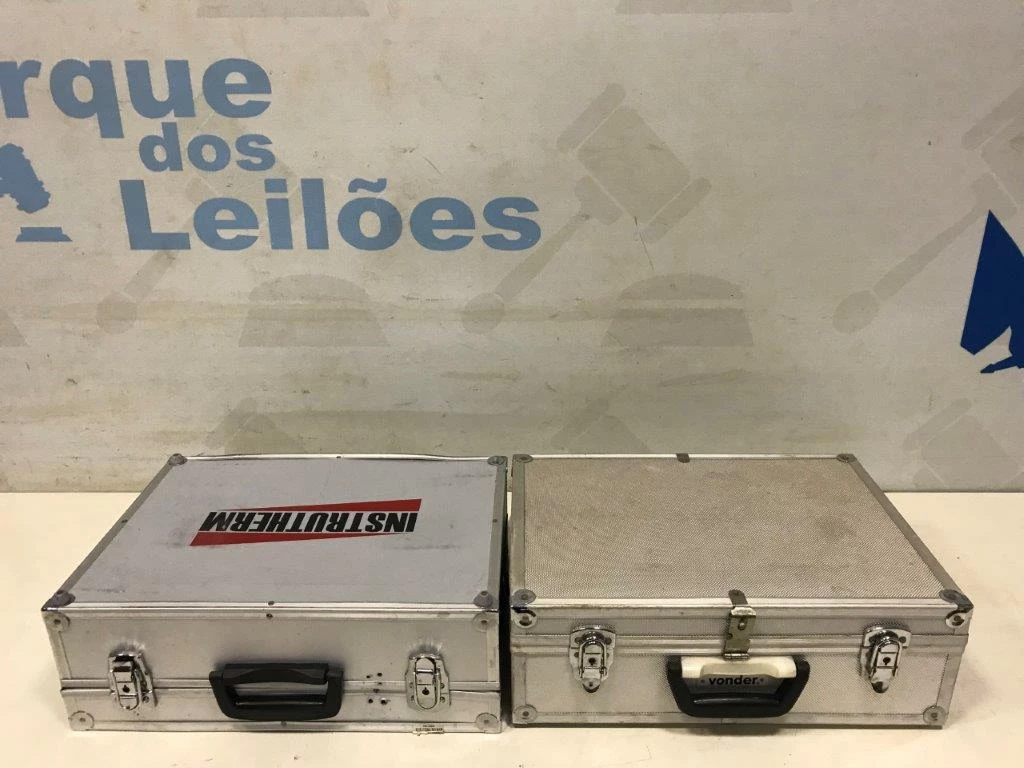 rque
dos
Leilões
INSTRUTHERM
vonder